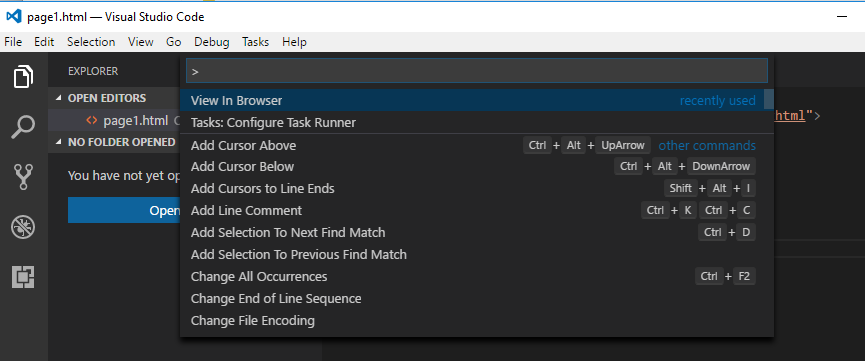 page1.html — Visual Studio Code
File Edit Selection View Go Debug Tasks Help
EXPLORER
OPEN EDITORS
page1.html C
NO FOLDER OPENED
You have not yet op
Open
>
View In Browser recently used
Tasks: Configure Task Runner
Add Cursor Above Ctrl + Alt + UpArrow other commands
Add Cursor Below Ctrl + Alt + DownArrow
Add Cursors to Line Ends Shift + Alt + I
Add Line Comment Ctrl + K Ctrl + C
Add Selection To Next Find Match Ctrl + D
Add Selection To Previous Find Match
Change All Occurrences Ctrl + F2
Change End of Line Sequence
Change File Encoding
html">